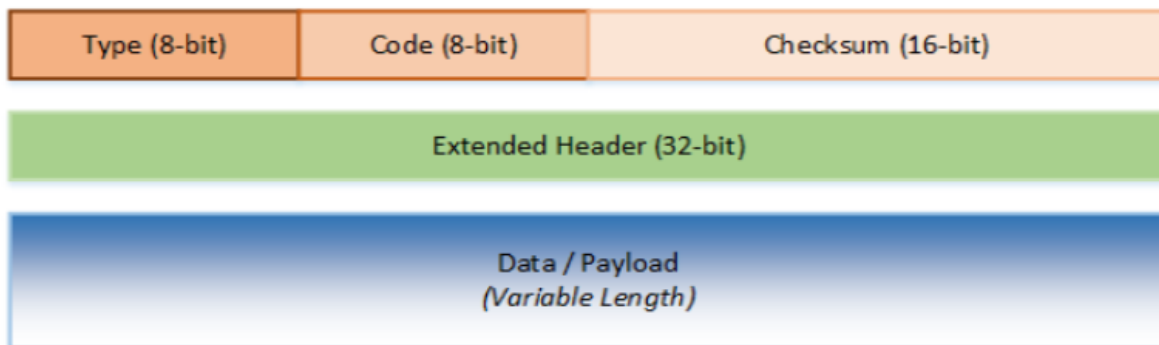 Type (8-bit) Code (8-bit) Checksum (16-bit)
Extended Header (32-bit)
Data / Payload
(Variable Length)